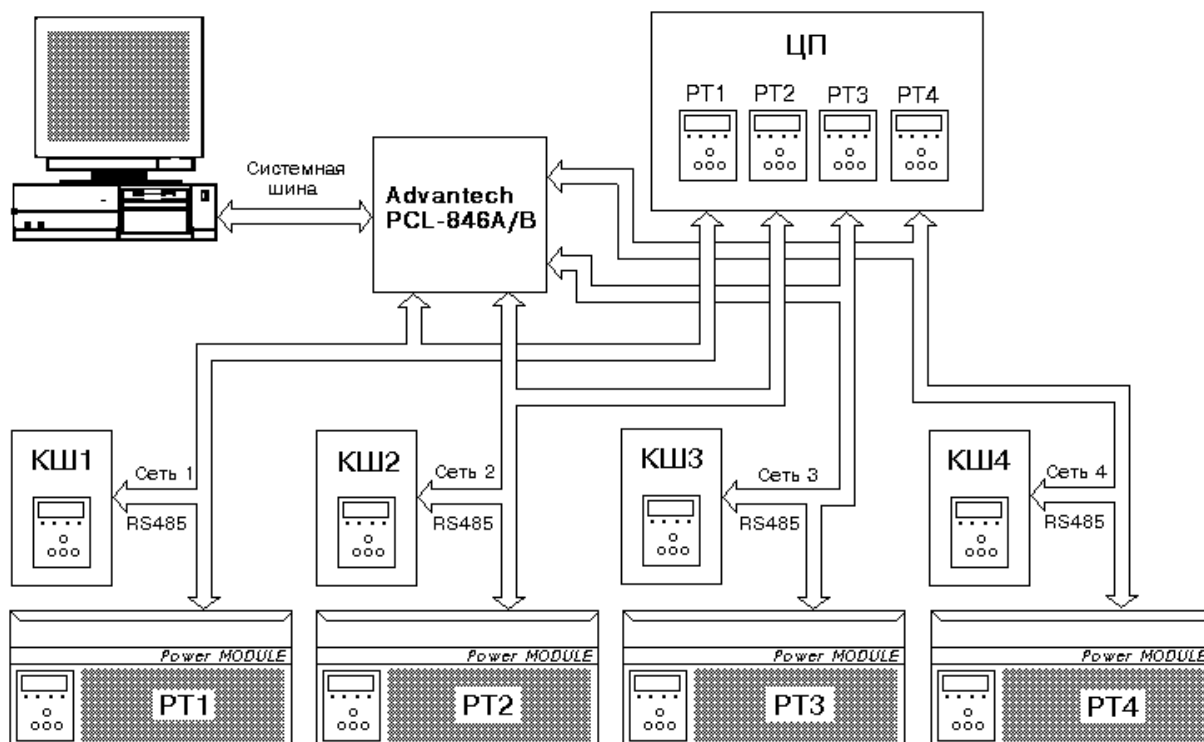 ЦП
РТ1 РТ2 РТ3 РТ4
Системная
шина
Advantech
PCL-846A/B
КШ1
Сеть 1
RS485
КШ2
Сеть 2
RS485
КШ3
Сеть 3
RS485
КШ4
Сеть 4
RS485
Power MODULE
РТ1
Power MODULE
РТ2
Power MODULE
РТ3
Power MODULE
РТ4